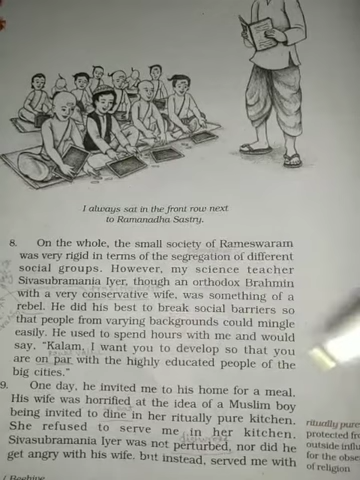 I always sat in the front row next
to Ramanadha Sastry.
8. On the whole, the small society of Rameswaram
was very rigid in terms of the segregation of different
social groups. However, my science teacher
Sivasubramania Iyer, though an orthodox Brahmin
with a very conservative wife, was something of a
rebel. He did his best to break social barriers so
that people from varying backgrounds could mingle
easily. He used to spend hours with me and would
say, “Kalam, I want you to develop so that you
are on par with the highly educated people of the
big cities.”
9. One day, he invited me to his home for a meal.
His wife was horrified at the idea of a Muslim boy
being invited to dine in her ritually pure kitchen.
She refused to serve me in her kitchen.
Sivasubramania Iyer was not perturbed, nor did he
get angry with his wife, but instead, served me with
ritually pure
protected fr
outside influ
for the obse
of religion
/ Beehive